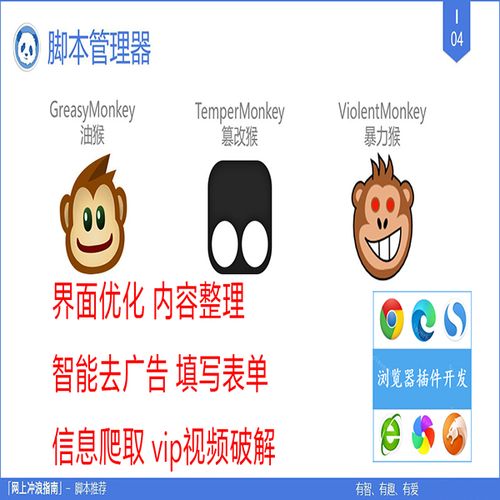 脚本管理器
I
04
GreasyMonkey
油猴
TemperMonkey
篡改猴
ViolentMonkey
暴力猴
界面优化 内容整理
智能去广告 填写表单
信息爬取 vip视频破解
浏览器插件开发
「网上冲浪指南」- 脚本推荐
有智、有趣、有爱